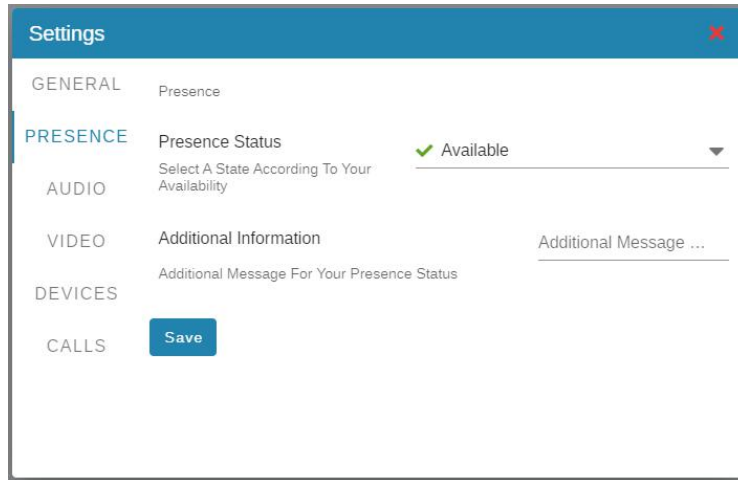 Settings
GENERAL
PRESENCE
AUDIO
VIDEO
DEVICES
CALLS
Presence
Presence Status
Select A State According To Your
Availability
Available
Additional Information
Additional Message For Your Presence Status
Additional Message ...
Save